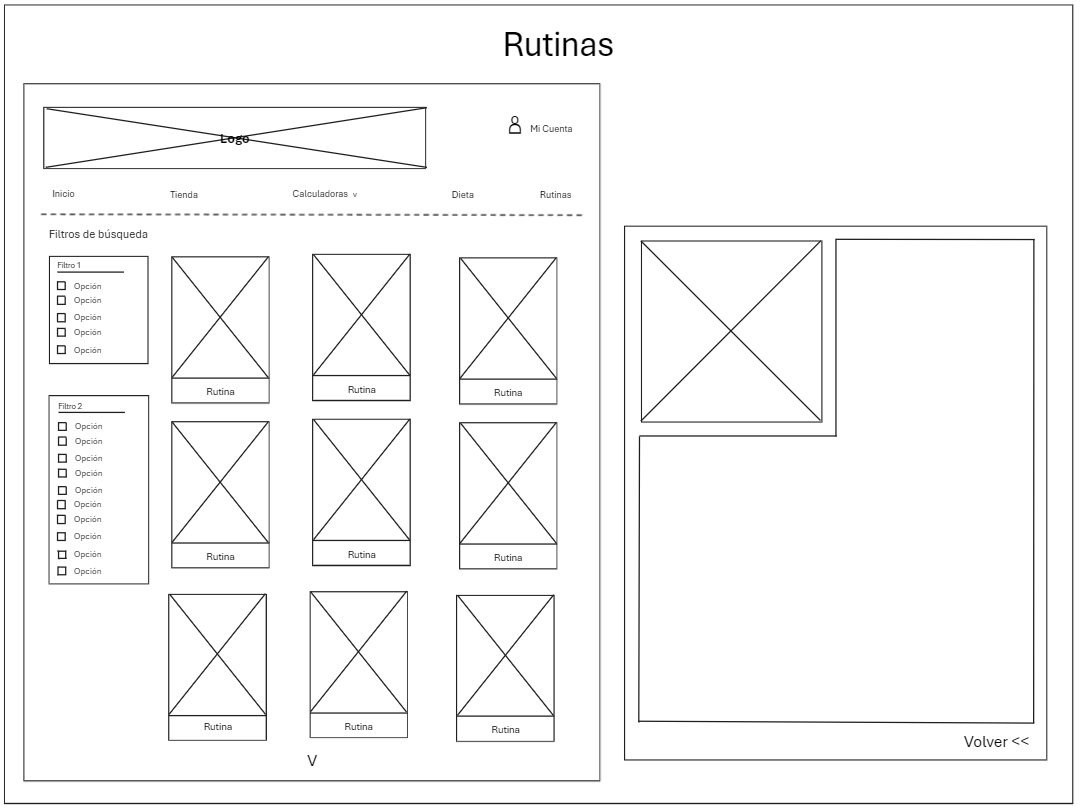 Rutinas
Logo
Mi Cuenta
Inicio Tienda Calculadoras v Dieta Rutinas
Filtros de búsqueda
Filtro 1
Opción
Opción
Opción
Opción
Opción
Rutina Rutina Rutina
Filtro 2
Opción
Opción
Opción
Opción
Opción
Opción
Opción
Opción
Opción
Opción
Rutina Rutina Rutina
Rutina Rutina Rutina
V
Volver <<